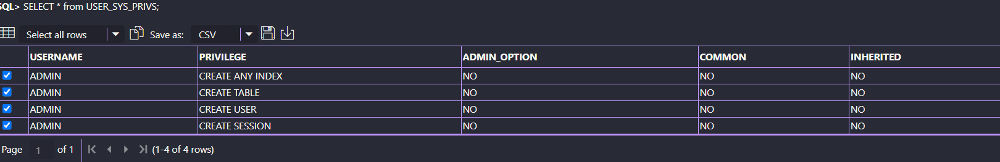 SQL> SELECT * from USER_SYS_PRIVS;
Select all rows Save as: CSV
USERNAME PRIVILEGE ADMIN_OPTION COMMON INHERITED
ADMIN CREATE ANY INDEX NO NO NO
ADMIN CREATE TABLE NO NO NO
ADMIN CREATE USER NO NO NO
ADMIN CREATE SESSION NO NO NO
Page 1 of 1 (1-4 of 4 rows)